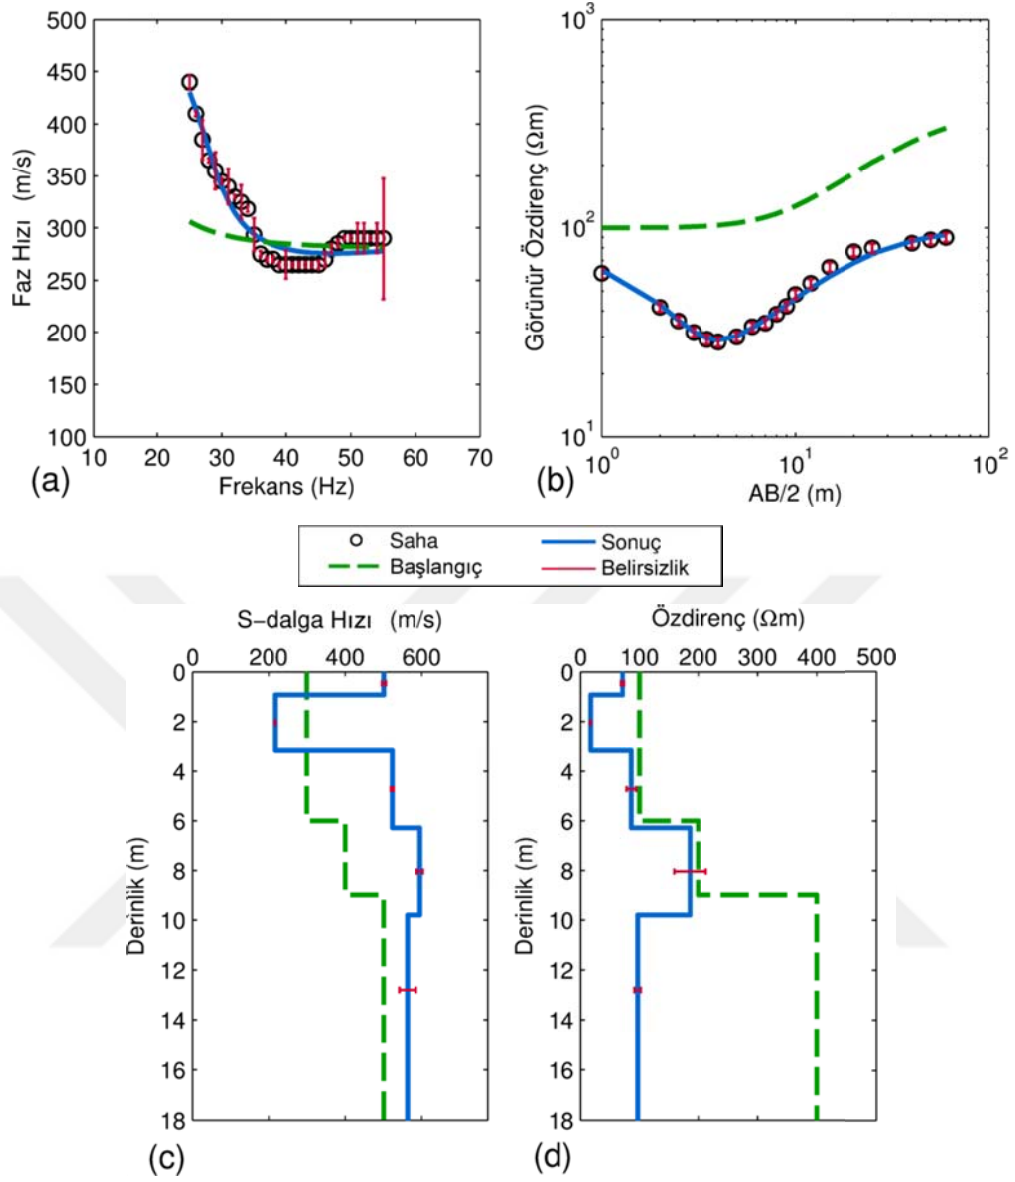 500
450
400
350
300
250
200
150
100
10 20 30 40 50 60 70
Faz Hızı (m/s)
Frekans (Hz)
(a)
10^3
10^2
10^1
10^0 10^1 10^2
Görünür Özdirenç (Ωm)
AB/2 (m)
(b)
Saha
Sonuç
Başlangıç
Belirsizlik
S-dalga Hızı (m/s)
0 200 400 600
0
2
4
6
8
10
12
14
16
18
Derinlik (m)
(c)
Özdirenç (Ωm)
0 100 200 300 400 500
0
2
4
6
8
10
12
14
16
18
Derinlik (m)
(d)